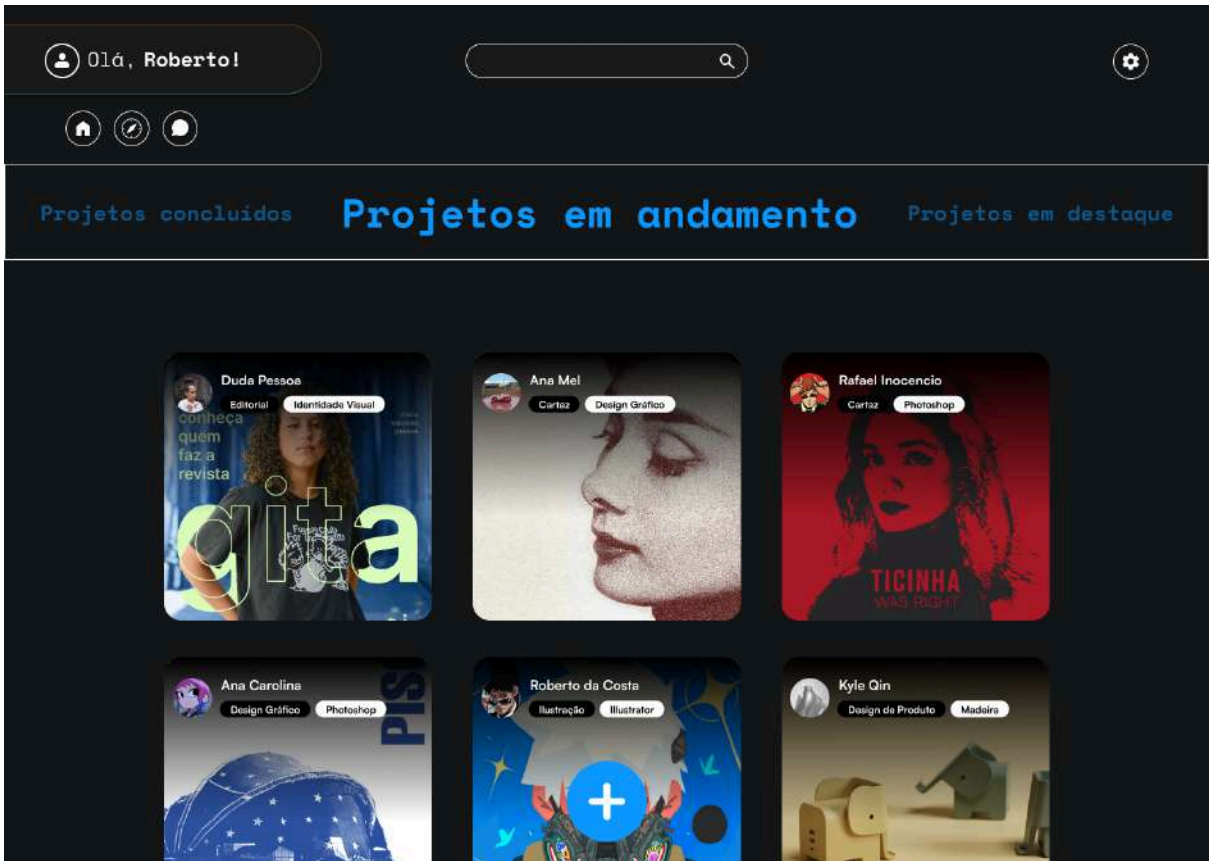 Olá, Roberto!
Projetos concluídos
Projetos em andamento
Projetos em destaque
Duda Pessoa
Editorial Identidade Visual
conheça
quem
faz a
revista
gita
Ana Mel
Cartaz Design Gráfico
Rafael Inocencio
Cartaz Photoshop
TICINHA
WAS RIGHT
Ana Carolina
Design Gráfico Photoshop
Roberto da Costa
Ilustração Illustrator
Kyle Qin
Design de Produto Madeira